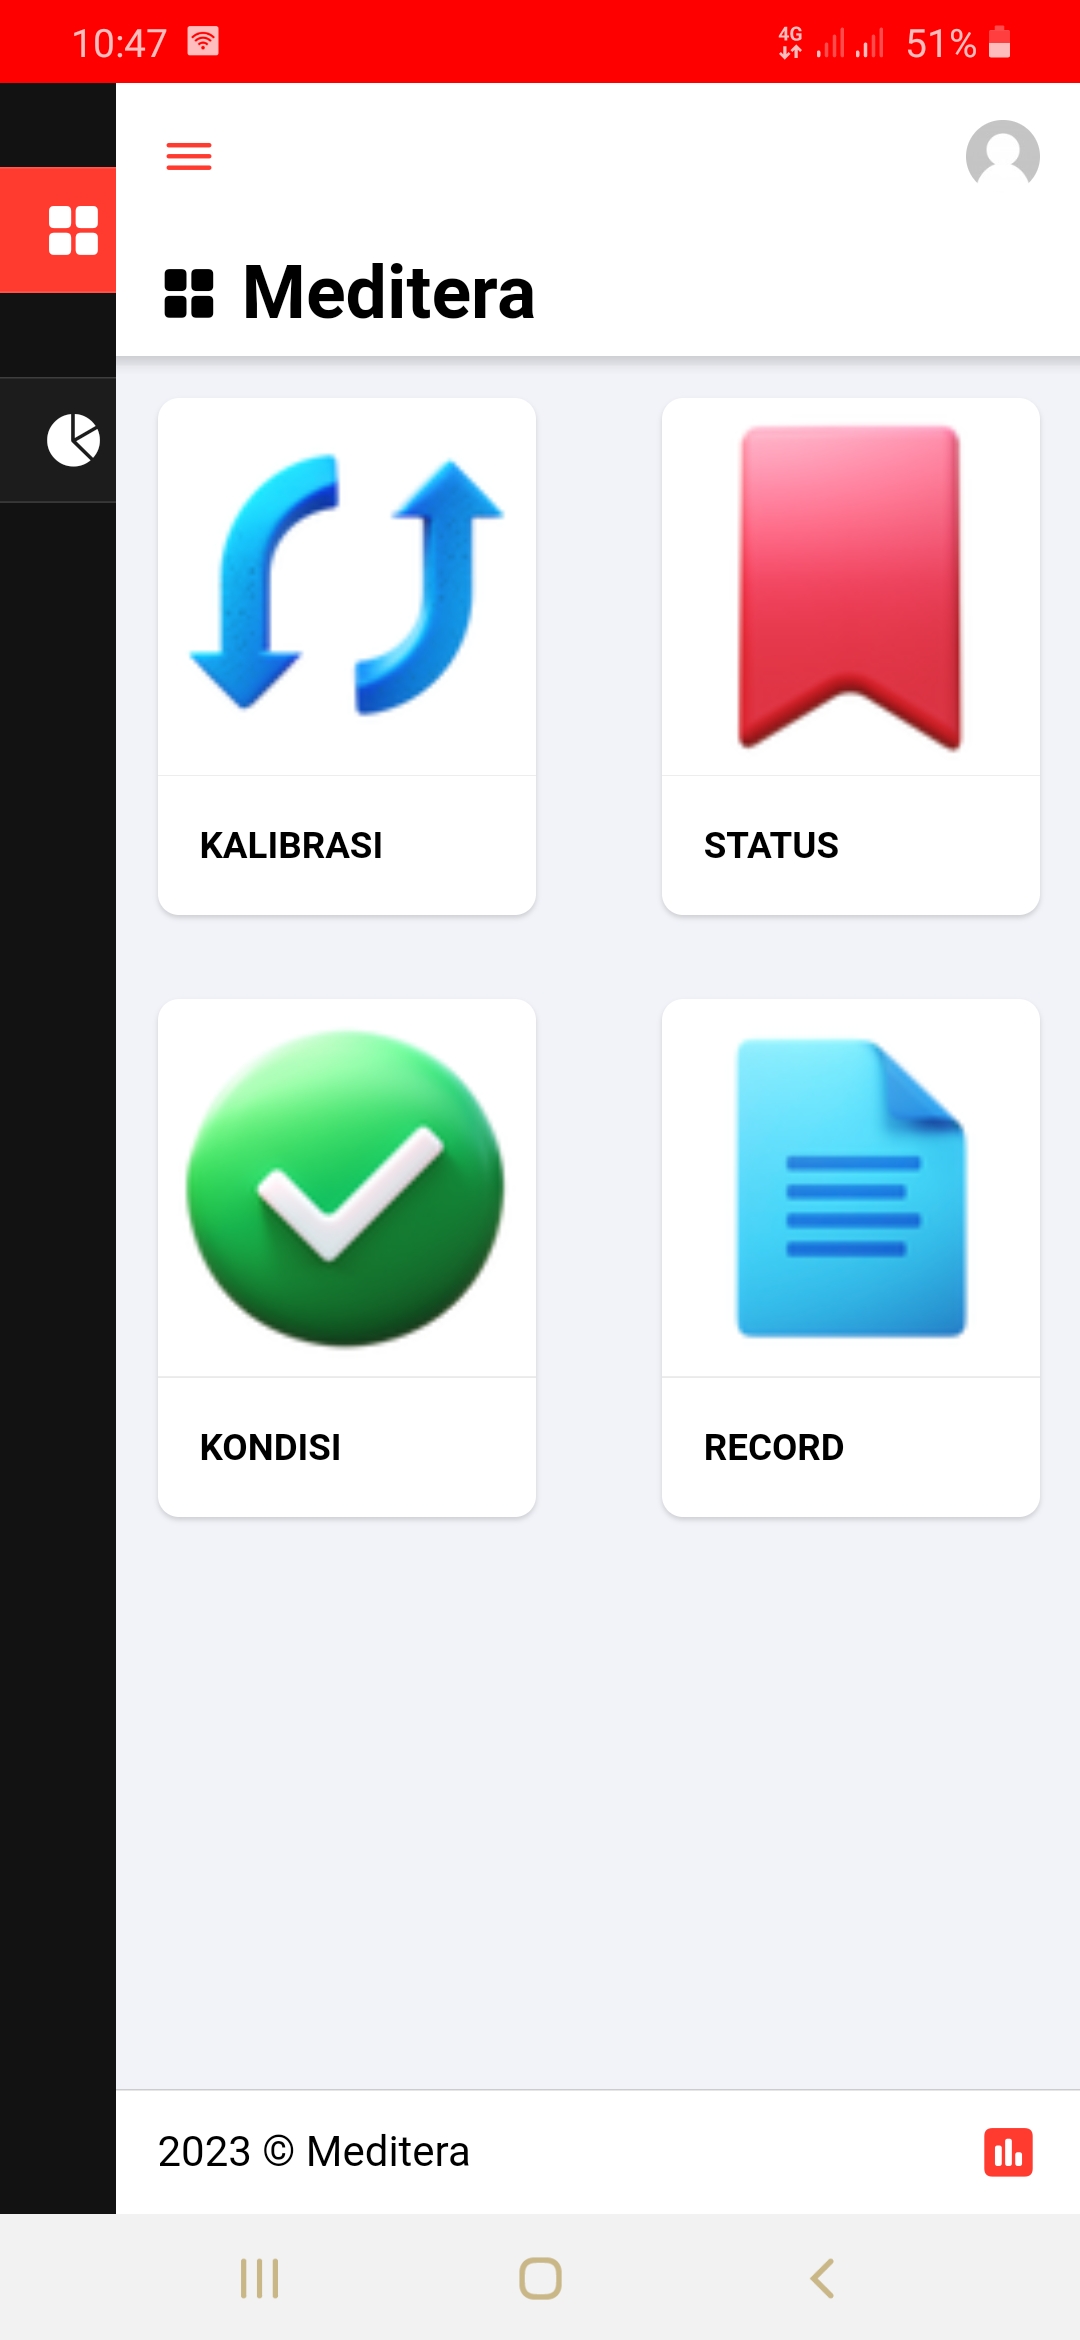 10:47
4G 51%
Meditera
KALIBRASI
STATUS
KONDISI
RECORD
2023 © Meditera